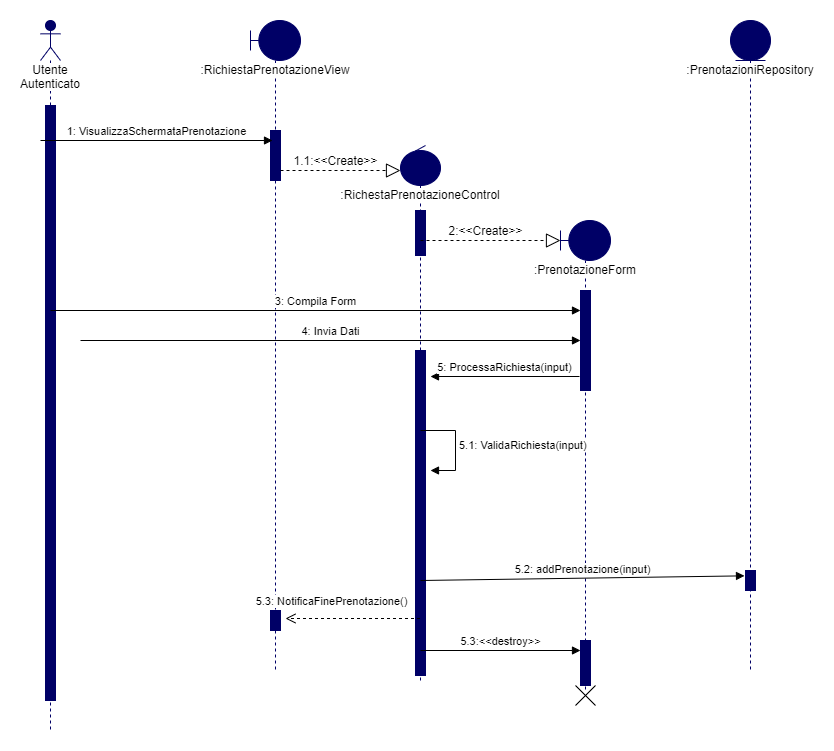 Utente
Autenticato
:RichiestaPrenotazioneView
:PrenotazioniRepository
1: VisualizzaSchermataPrenotazione
1.1:<<Create>>
:RichestaPrenotazioneControl
2:<<Create>>
:PrenotazioneForm
3: Compila Form
4: Invia Dati
5: ProcessaRichiesta(input)
5.1: ValidaRichiesta(input)
5.2: addPrenotazione(input)
5.3: NotificaFinePrenotazione()
5.3:<<destroy>>